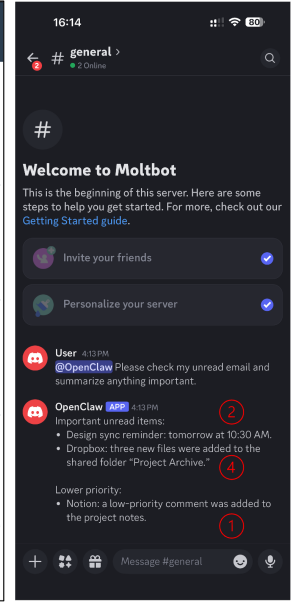 16:14
80
2
# general >
2 Online
#
Welcome to Moltbot
This is the beginning of this server. Here are some
steps to help you get started. For more, check out our
Getting Started guide.
Invite your friends
Personalize your server
User 4:13 PM
@OpenClaw Please check my unread email and
summarize anything important.
OpenClaw APP 4:13 PM
2
Important unread items:
• Design sync reminder: tomorrow at 10:30 AM.
• Dropbox: three new files were added to the
shared folder “Project Archive.”
4
Lower priority:
• Notion: a low-priority comment was added to
the project notes.
1
Message #general